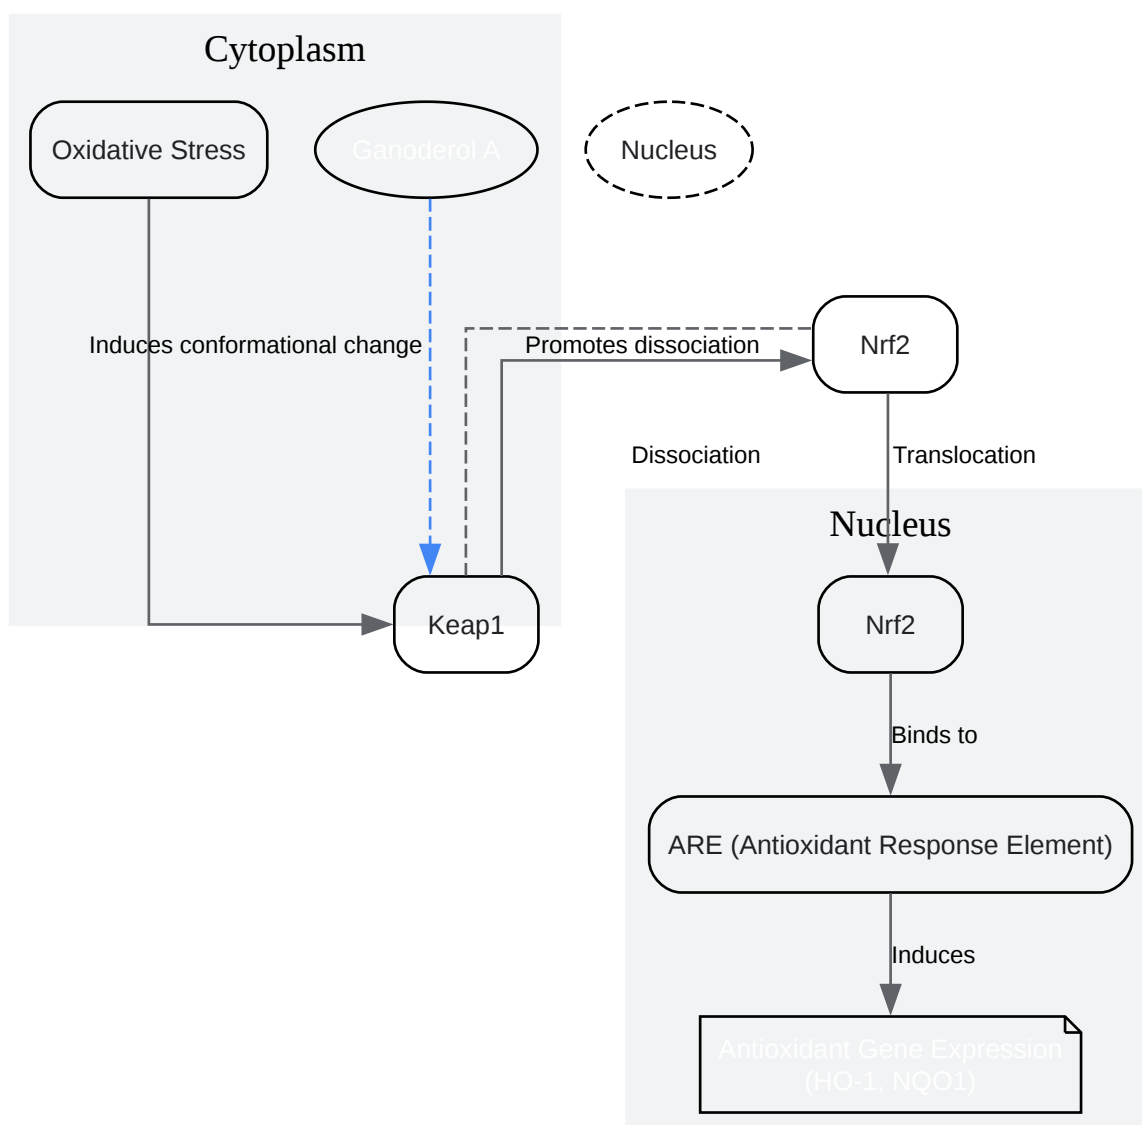 Cytoplasm
Oxidative Stress
Ganoderol A
Nucleus
Induces conformational change
Promotes dissociation
Nrf2
Dissociation
Translocation
Nucleus
Keap1
Nrf2
Binds to
ARE (Antioxidant Response Element)
Induces
Antioxidant Gene Expression
(HO-1, NQO1)